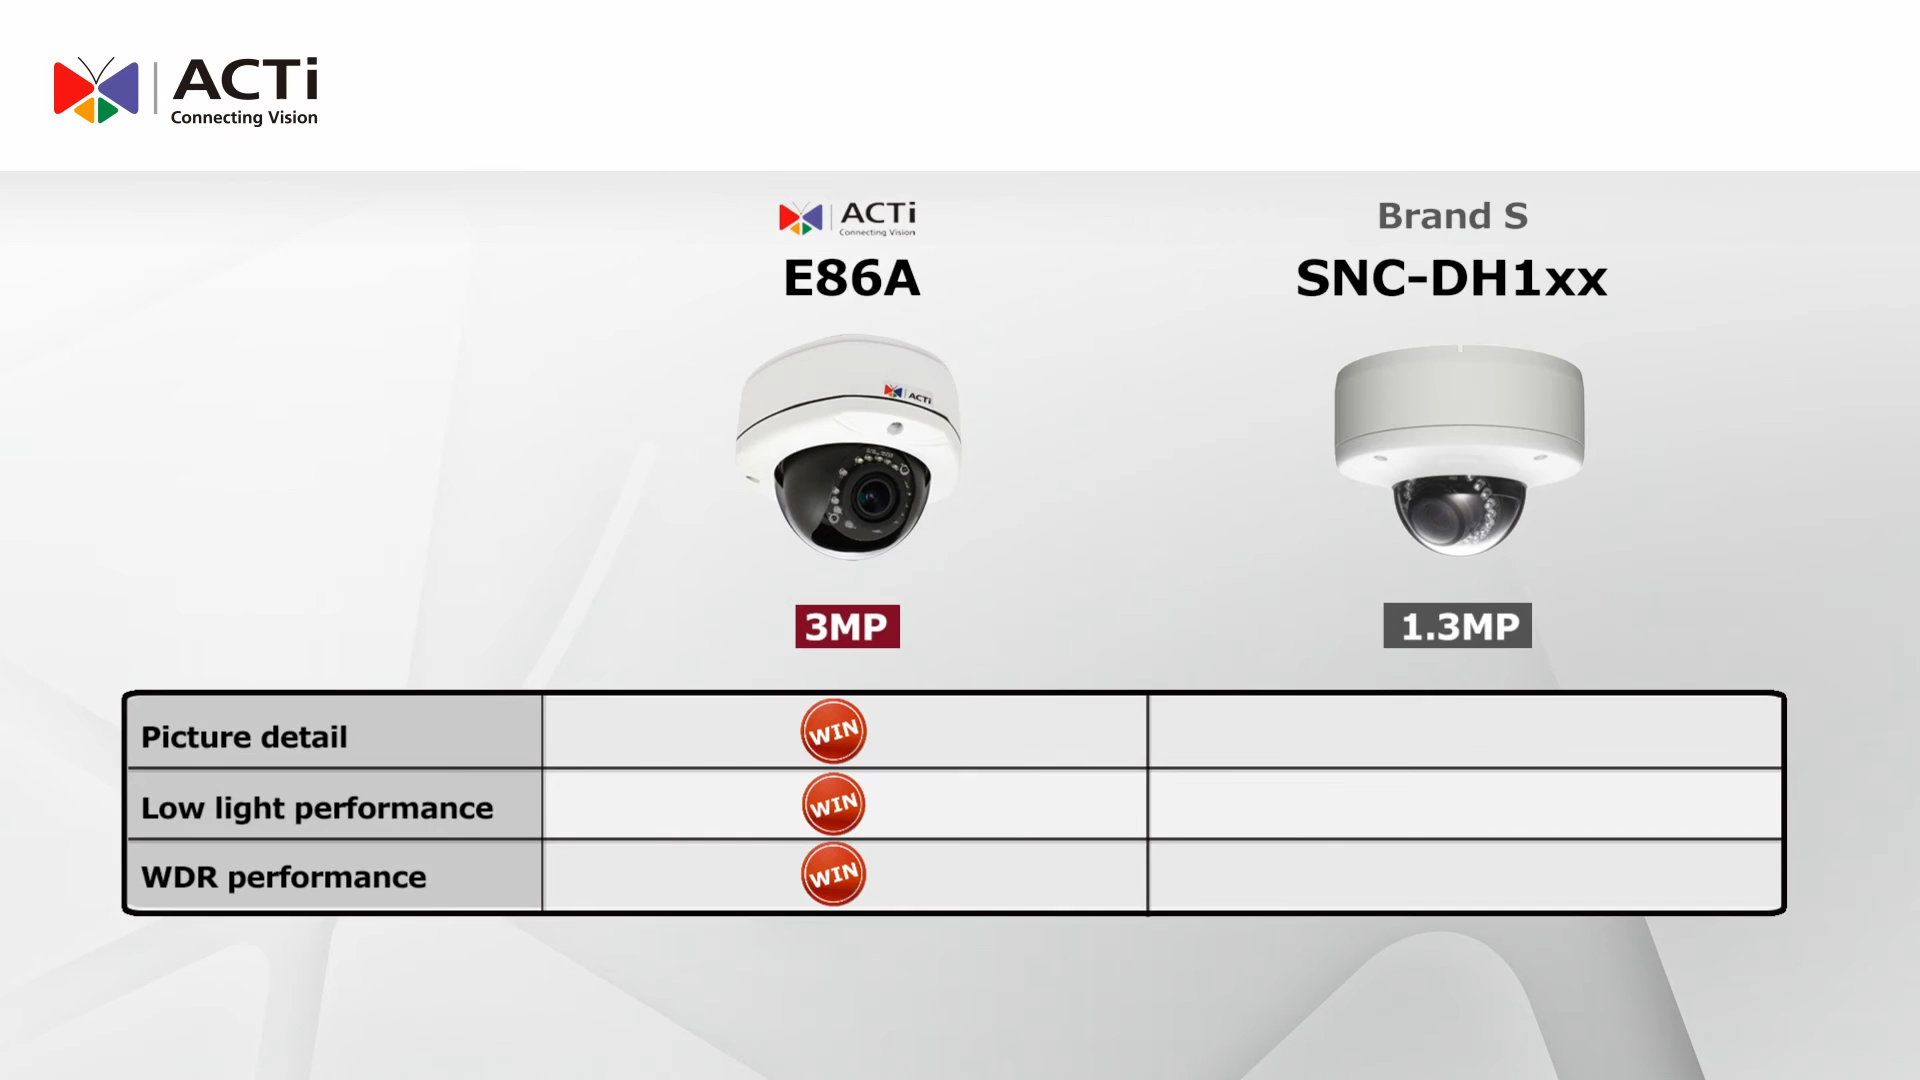 ACTi
Connecting Vision
ACTi
Connecting Vision
Brand S
E86A
SNC-DH1xx
ACTi
3MP
1.3MP
Picture detail
WIN
Low light performance
WIN
WDR performance
WIN